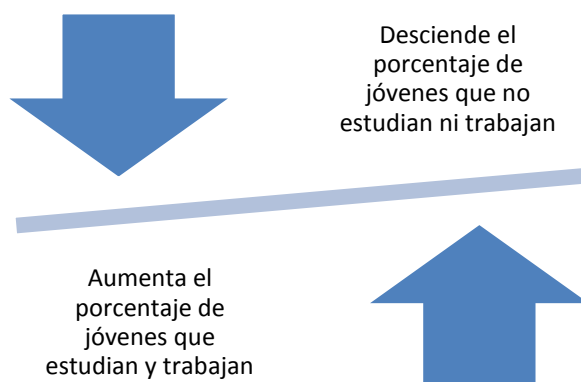 Desciende el
porcentaje de
jóvenes que no
estudian ni trabajan
Aumenta el
porcentaje de
jóvenes que
estudian y trabajan